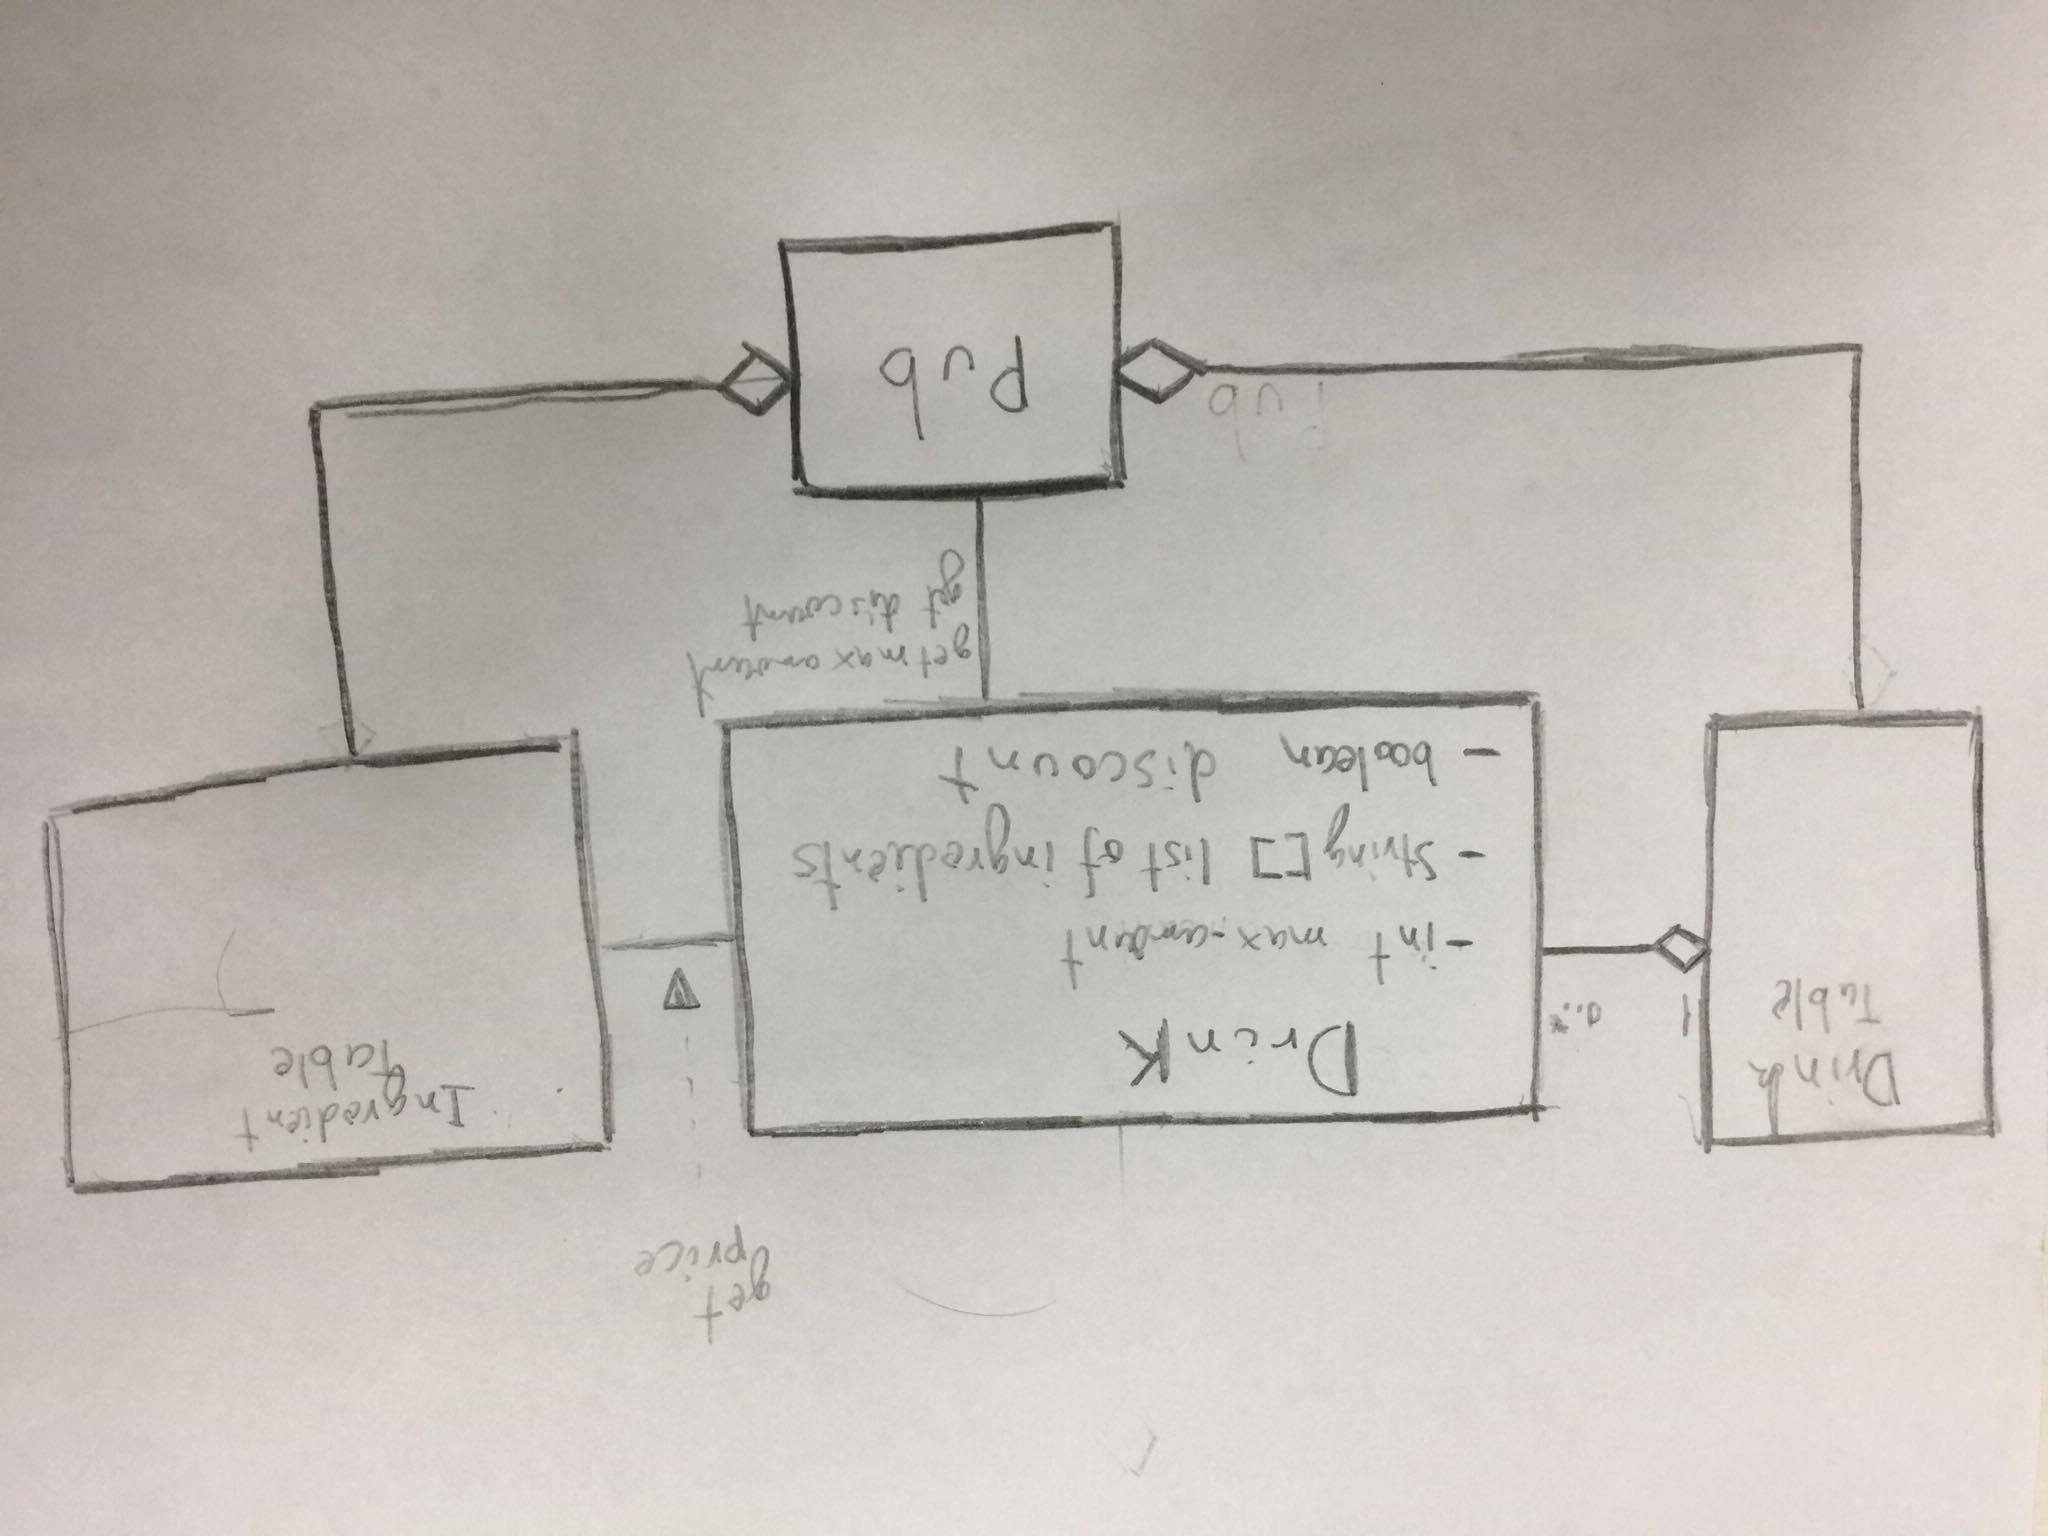 get
price
Drink
Table
1
0..*
Drink
- int max-amount
- String[] list of ingredients
- boolean discount
Ingredient
Table
get max amount
get discount
Pub
Pub